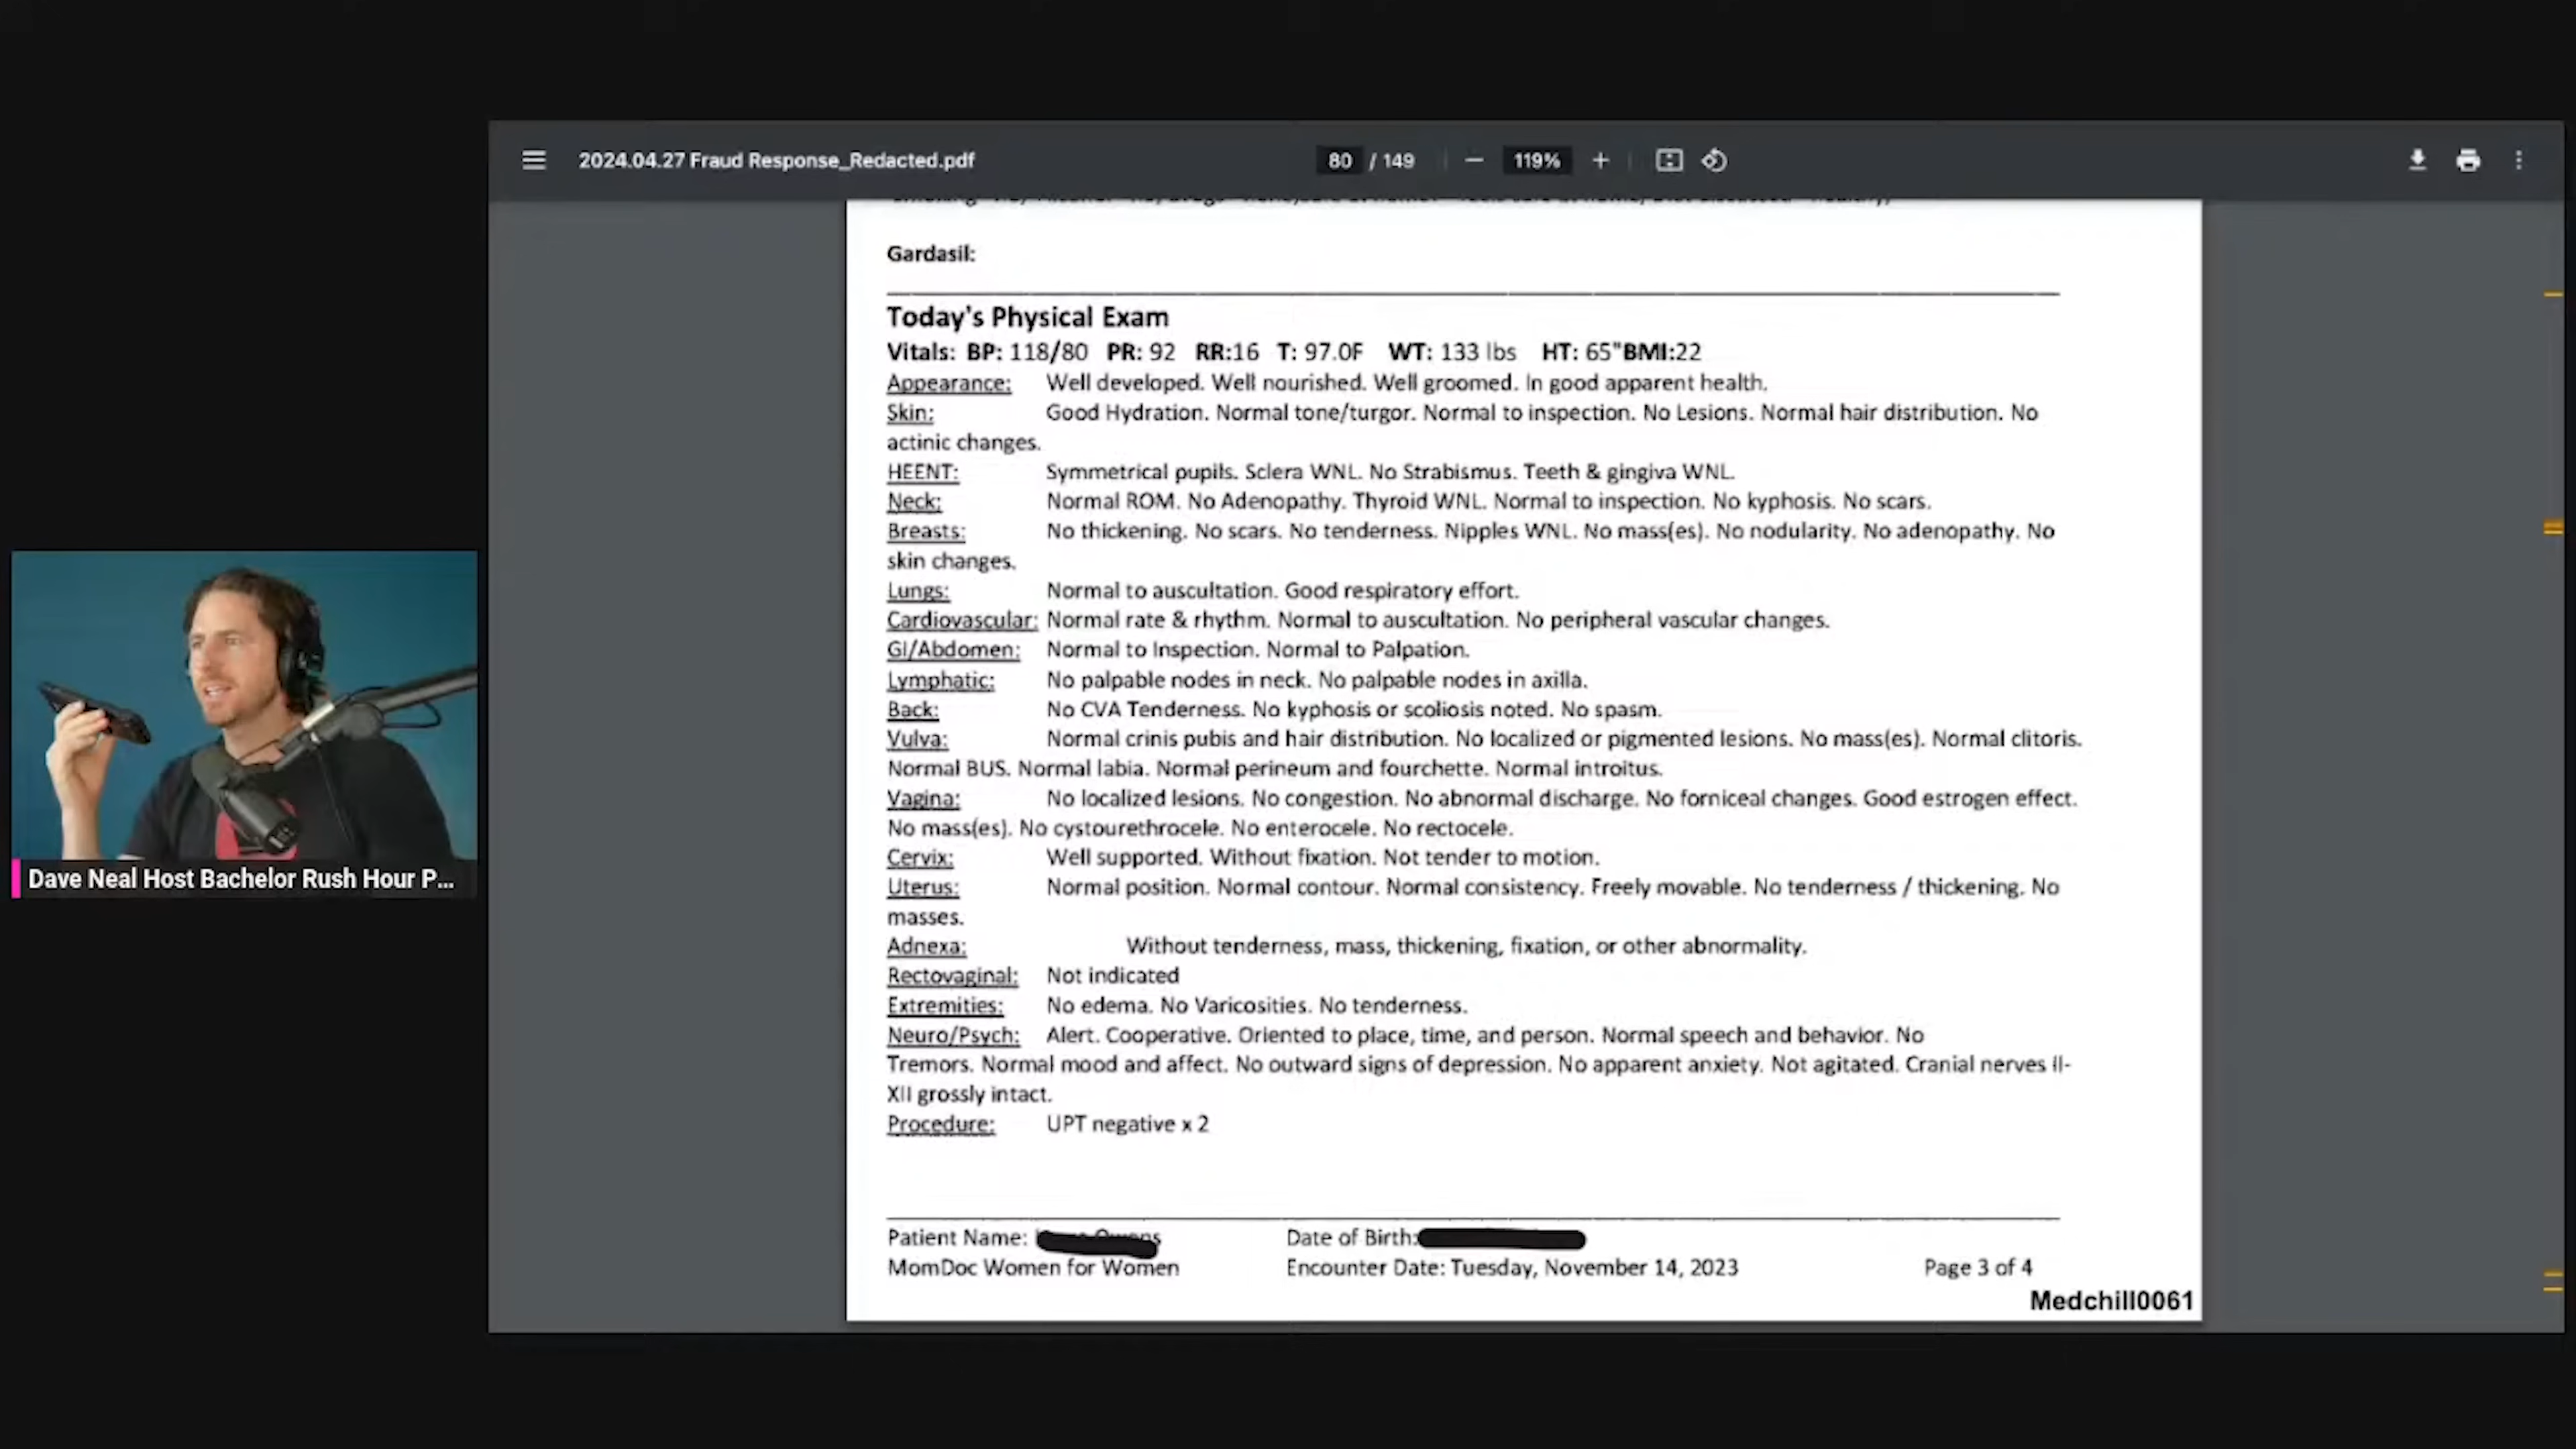 2024.04.27 Fraud Response_Redacted.pdf
80 / 149
119%
Gardasil:
Today's Physical Exam
Vitals: BP: 118/80 PR: 92 RR:16 T: 97.0F WT: 133 lbs HT: 65"BMI:22
Appearance: Well developed. Well nourished. Well groomed. In good apparent health.
Skin: Good Hydration. Normal tone/turgor. Normal to inspection. No Lesions. Normal hair distribution. No
actinic changes.
HEENT: Symmetrical pupils. Sclera WNL. No Strabismus. Teeth & gingiva WNL.
Neck: Normal ROM. No Adenopathy. Thyroid WNL. Normal to inspection. No kyphosis. No scars.
Breasts: No thickening. No scars. No tenderness. Nipples WNL. No mass(es). No nodularity. No adenopathy. No
skin changes.
Lungs: Normal to auscultation. Good respiratory effort.
Cardiovascular: Normal rate & rhythm. Normal to auscultation. No peripheral vascular changes.
GI/Abdomen: Normal to Inspection. Normal to Palpation.
Lymphatic: No palpable nodes in neck. No palpable nodes in axilla.
Back: No CVA Tenderness. No kyphosis or scoliosis noted. No spasm.
Vulva: Normal crinis pubis and hair distribution. No localized or pigmented lesions. No mass(es). Normal clitoris.
Normal BUS. Normal labia. Normal perineum and fourchette. Normal introitus.
Vagina: No localized lesions. No congestion. No abnormal discharge. No forniceal changes. Good estrogen effect.
No mass(es). No cystourethrocele. No enterocele. No rectocele.
Cervix: Well supported. Without fixation. Not tender to motion.
Uterus: Normal position. Normal contour. Normal consistency. Freely movable. No tenderness / thickening. No
masses.
Adnexa: Without tenderness, mass, thickening, fixation, or other abnormality.
Rectovaginal: Not indicated
Extremities: No edema. No Varicosities. No tenderness.
Neuro/Psych: Alert. Cooperative. Oriented to place, time, and person. Normal speech and behavior. No
Tremors. Normal mood and affect. No outward signs of depression. No apparent anxiety. Not agitated. Cranial nerves II-
XII grossly intact.
Procedure: UPT negative x 2
Patient Name:
Date of Birth:
MomDoc Women for Women
Encounter Date: Tuesday, November 14, 2023
Page 3 of 4
Medchill0061
Dave Neal Host Bachelor Rush Hour P...